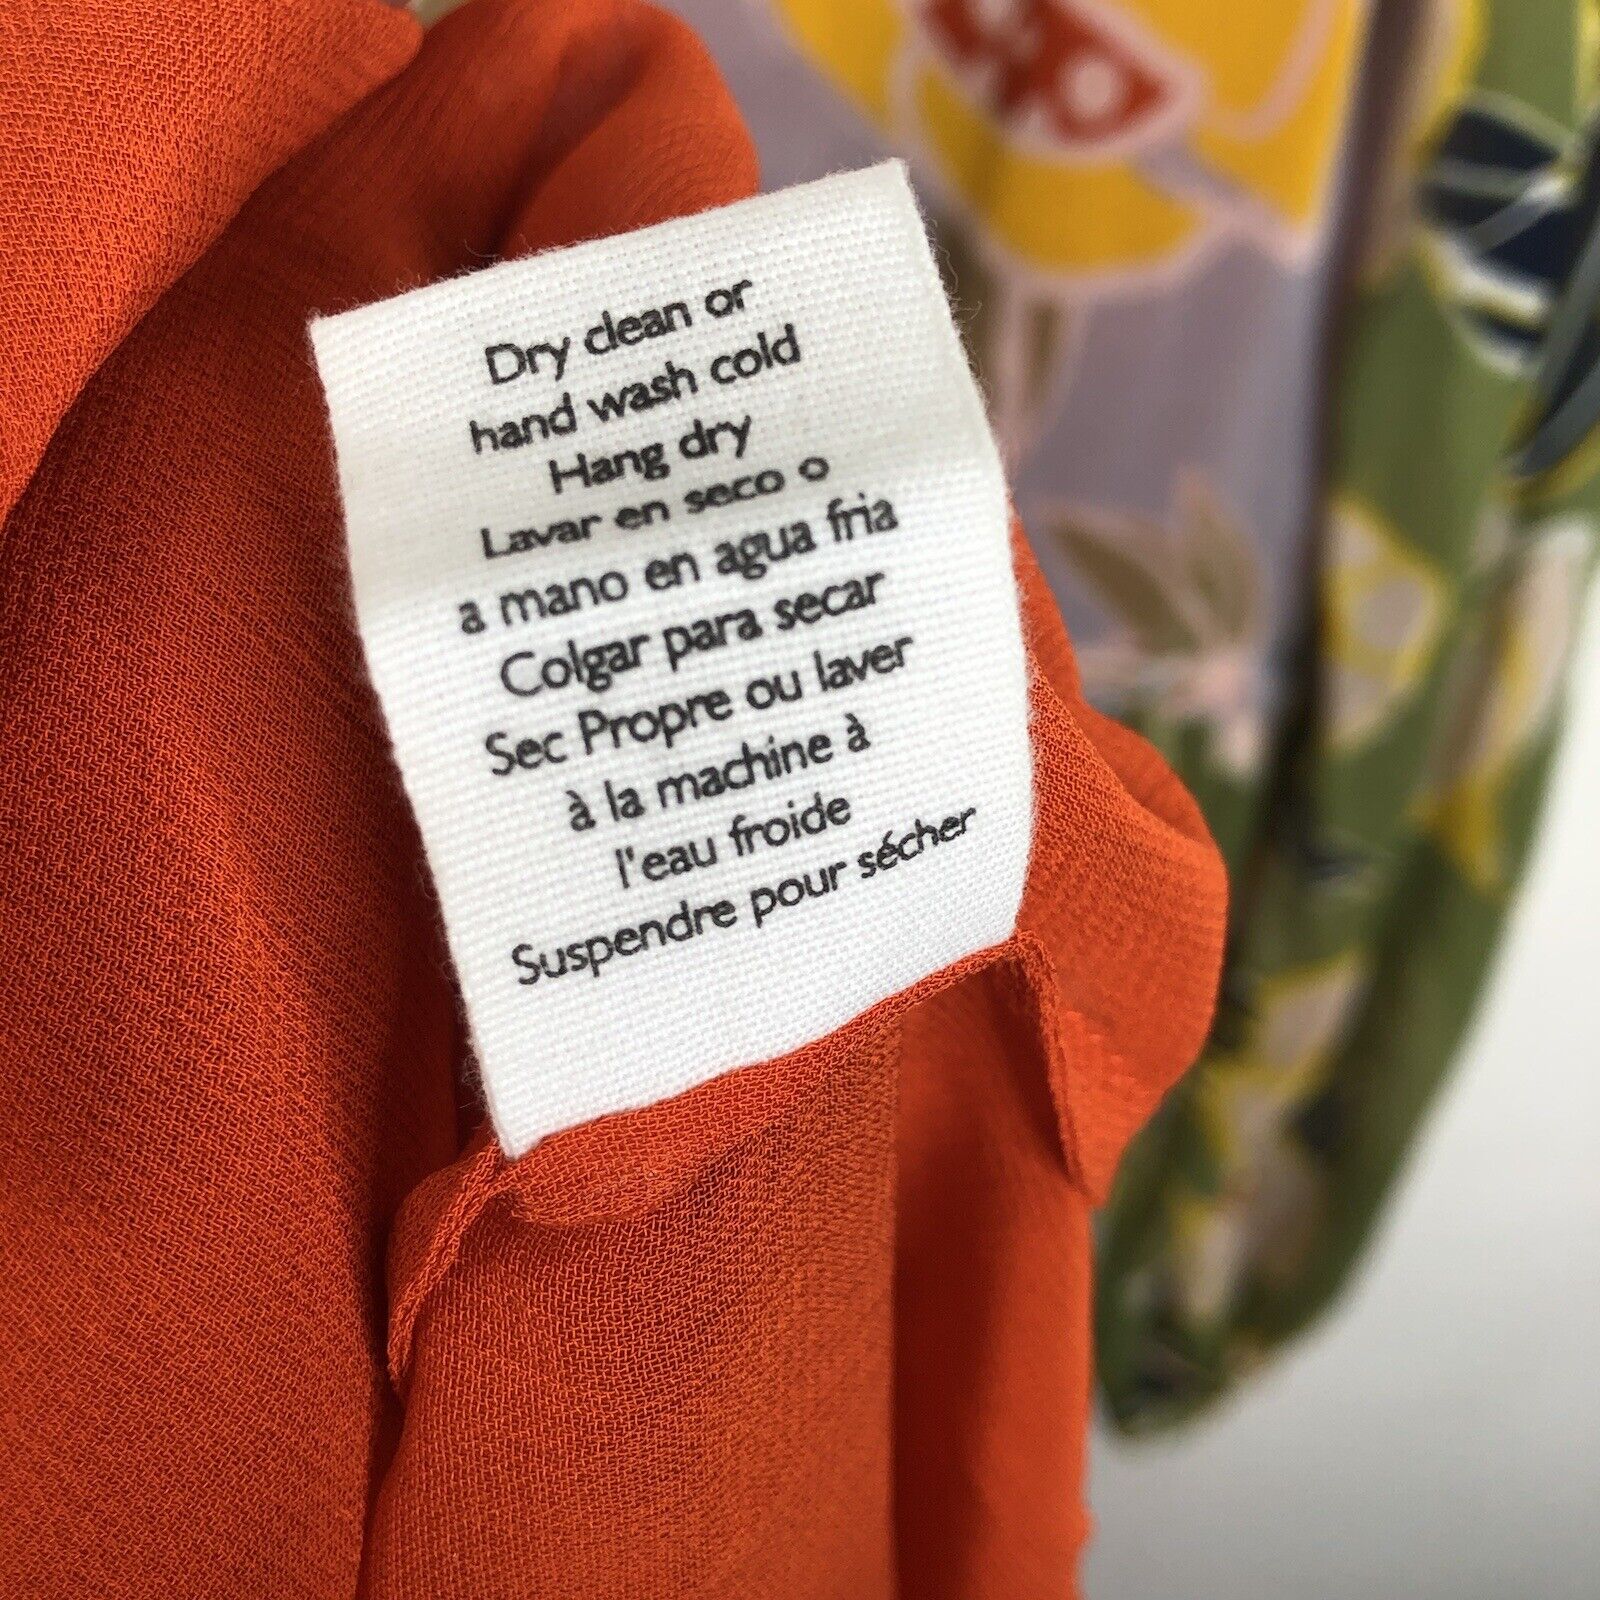 Dry clean or
hand wash cold
Hang dry
Lavar en seco o
a mano en agua fria
Colgar para secar
Sec Propre ou laver
à la machine à
l'eau froide
Suspendre pour sécher